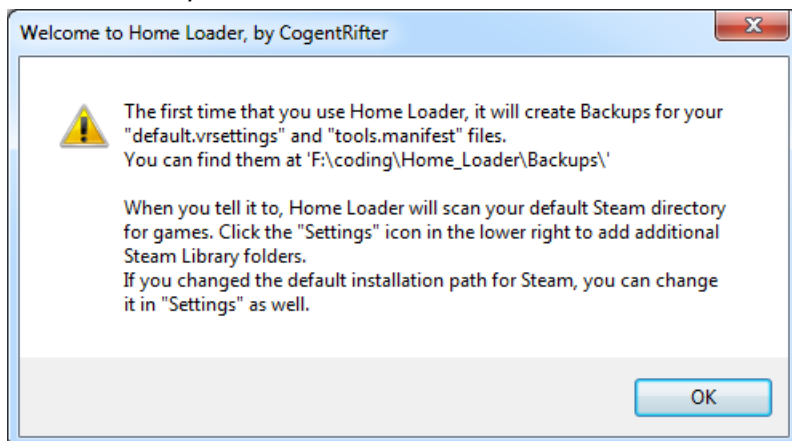 Welcome to Home Loader, by CogentRifter
The first time that you use Home Loader, it will create Backups for your
"default.vrsettings" and "tools.manifest" files.
You can find them at 'F:\coding\Home_Loader\Backups\'
When you tell it to, Home Loader will scan your default Steam directory
for games. Click the "Settings" icon in the lower right to add additional
Steam Library folders.
If you changed the default installation path for Steam, you can change
it in "Settings" as well.
OK